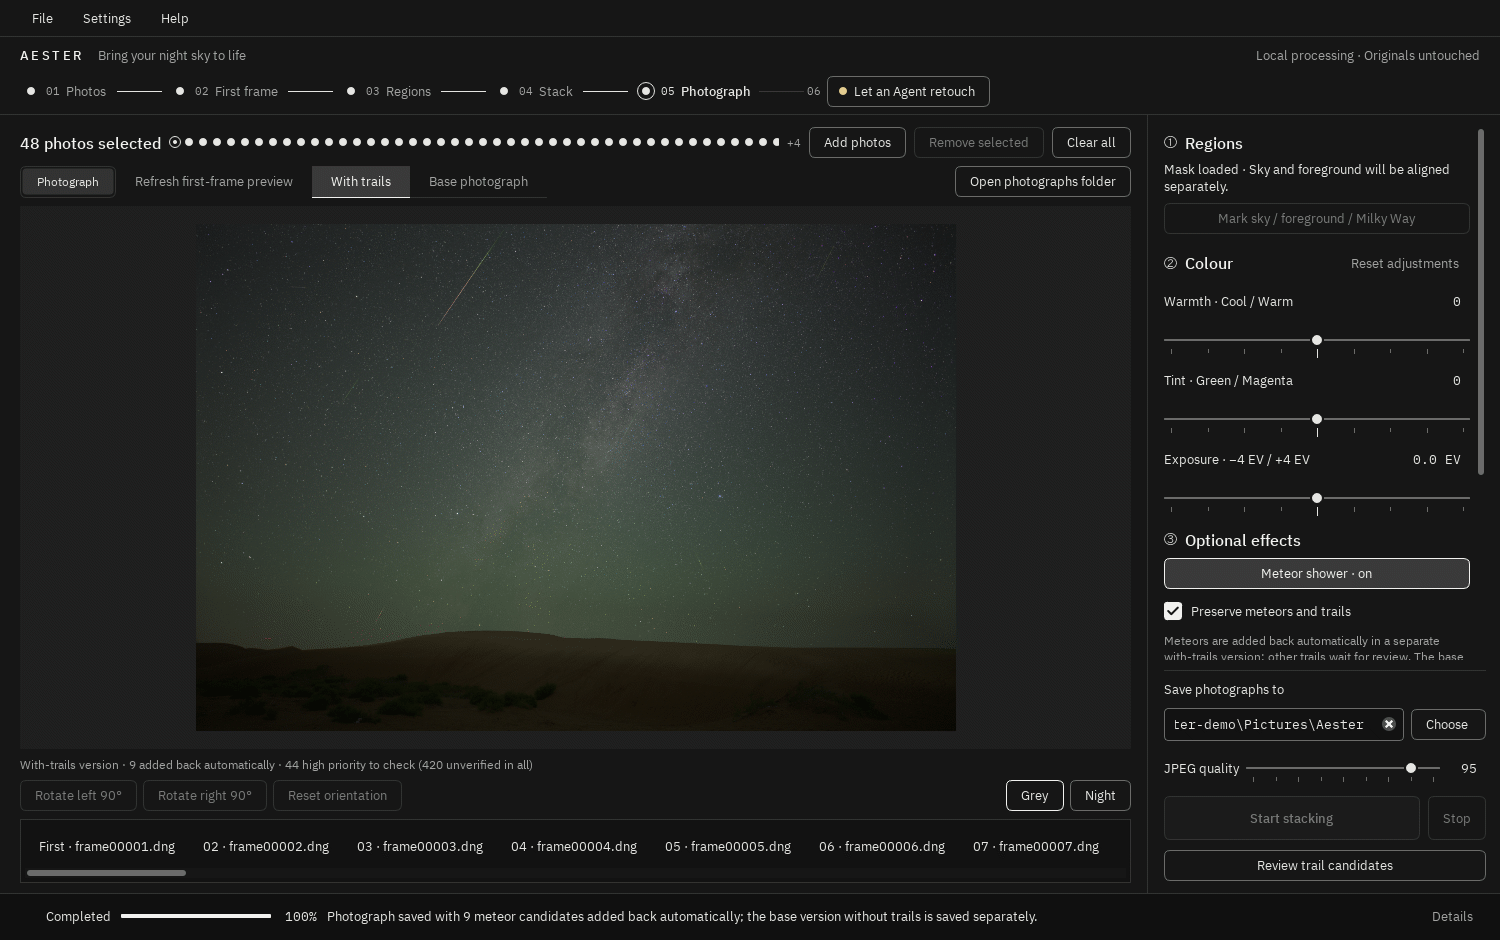 File Settings Help
AESTER Bring your night sky to life Local processing · Originals untouched
01 Photos 02 First frame 03 Regions 04 Stack 05 Photograph 06 Let an Agent retouch
48 photos selected +4 Add photos Remove selected Clear all
Photograph Refresh first-frame preview With trails Base photograph Open photographs folder
① Regions
Mask loaded · Sky and foreground will be aligned
separately.
Mark sky / foreground / Milky Way
② Colour Reset adjustments
Warmth · Cool / Warm 0
Tint · Green / Magenta 0
Exposure · −4 EV / +4 EV 0.0 EV
③ Optional effects
Meteor shower · on
Preserve meteors and trails
Meteors are added back automatically in a separate
with-trails version; other trails wait for review. The base
Save photographs to
ter-demo\Pictures\Aester Choose
JPEG quality 95
Start stacking Stop
Review trail candidates
With-trails version · 9 added back automatically · 44 high priority to check (420 unverified in all)
Rotate left 90° Rotate right 90° Reset orientation Grey Night
First · frame00001.dng 02 · frame00002.dng 03 · frame00003.dng 04 · frame00004.dng 05 · frame00005.dng 06 · frame00006.dng 07 · frame00007.dng
Completed 100% Photograph saved with 9 meteor candidates added back automatically; the base version without trails is saved separately. Details